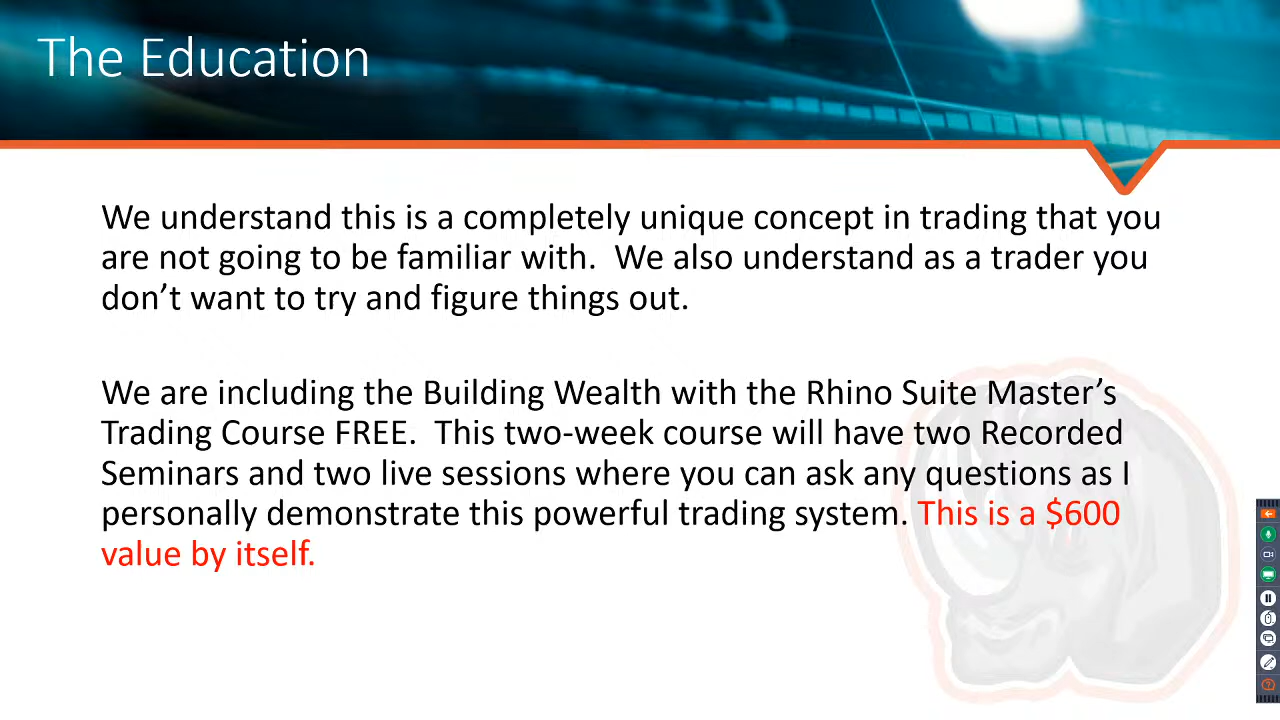 The Education
We understand this is a completely unique concept in trading that you
are not going to be familiar with.  We also understand as a trader you
don’t want to try and figure things out.
We are including the Building Wealth with the Rhino Suite Master’s
Trading Course FREE.  This two-week course will have two Recorded
Seminars and two live sessions where you can ask any questions as I
personally demonstrate this powerful trading system. This is a $600
value by itself.